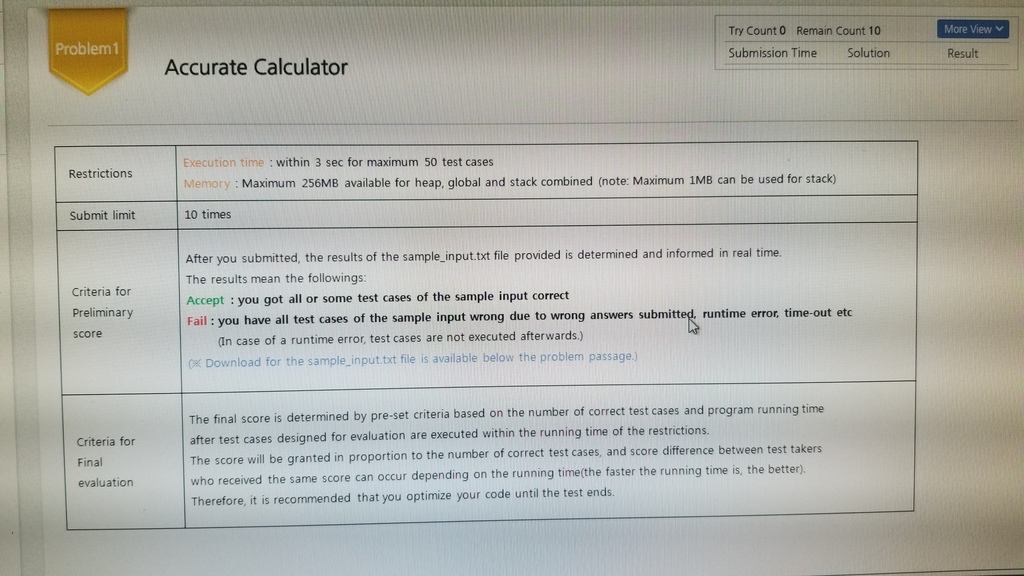 Problem1
Accurate Calculator
Try Count 0 Remain Count 10
More View
Submission Time Solution Result
Restrictions
Execution time : within 3 sec for maximum 50 test cases
Memory : Maximum 256MB available for heap, global and stack combined (note: Maximum 1MB can be used for stack)
Submit limit
10 times
Criteria for
Preliminary
score
After you submitted, the results of the sample_input.txt file provided is determined and informed in real time.
The results mean the followings:
Accept : you got all or some test cases of the sample input correct
Fail : you have all test cases of the sample input wrong due to wrong answers submitted, runtime error, time-out etc
(In case of a runtime error, test cases are not executed afterwards.)
(※ Download for the sample_input.txt file is available below the problem passage.)
Criteria for
Final
evaluation
The final score is determined by pre-set criteria based on the number of correct test cases and program running time
after test cases designed for evaluation are executed within the running time of the restrictions.
The score will be granted in proportion to the number of correct test cases, and score difference between test takers
who received the same score can occur depending on the running time(the faster the running time is, the better).
Therefore, it is recommended that you optimize your code until the test ends.